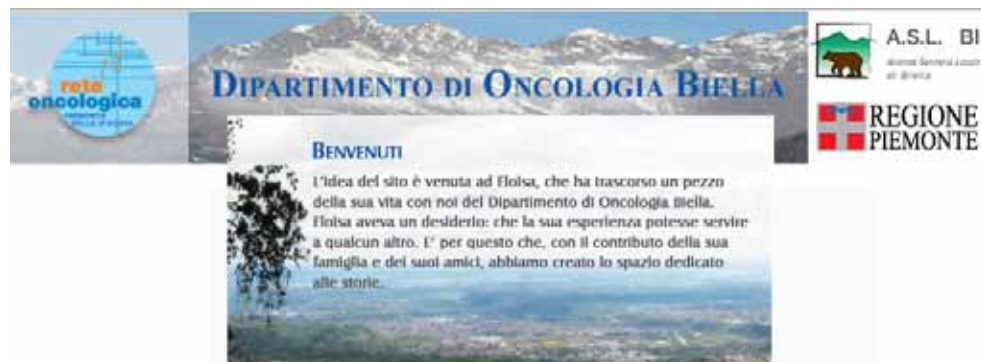 rete
oncologica
DIPARTIMENTO DI ONCOLOGIA BIELLA
A.S.L. BI
di Biella
REGIONE
PIEMONTE
BENVENUTI
L'idea del sito è venuta ad Eloisa, che ha trascorso un pezzo
della sua vita con noi del Dipartimento di Oncologia Biella.
Eloisa aveva un desiderio: che la sua esperienza potesse servire
a qualcun altro. E' per questo che, con il contributo della sua
famiglia e dei suoi amici, abbiamo creato lo spazio dedicato
alle storie.